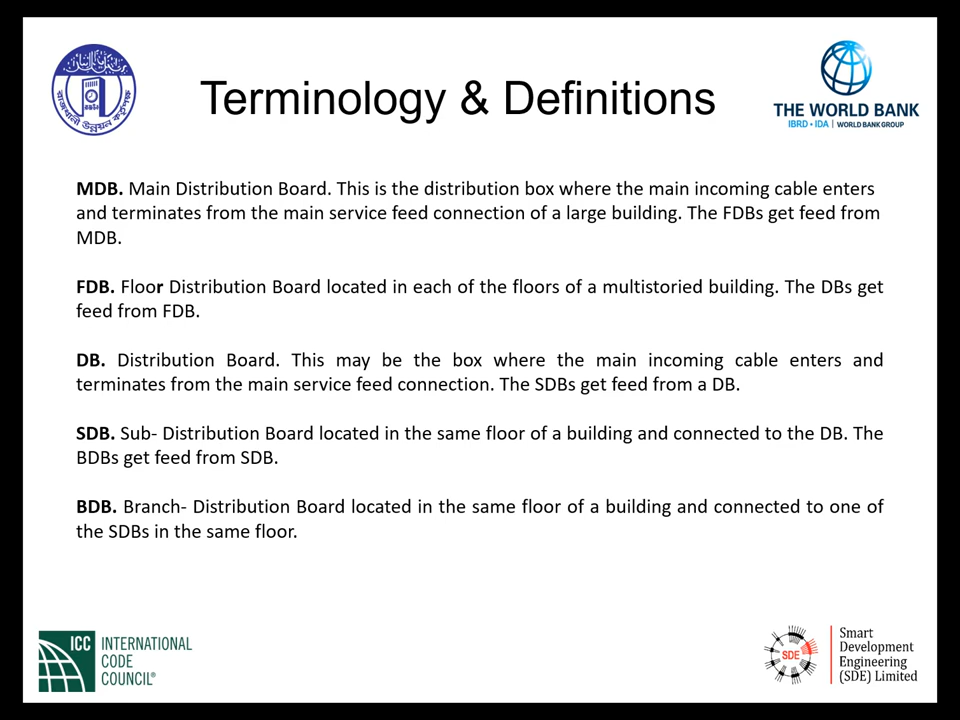 Terminology & Definitions
THE WORLD BANK
IBRD • IDA | WORLD BANK GROUP
রাজধানী উন্নয়ন কর্তৃপক্ষ
MDB. Main Distribution Board. This is the distribution box where the main incoming cable enters
and terminates from the main service feed connection of a large building. The FDBs get feed from
MDB.
FDB. Floor Distribution Board located in each of the floors of a multistoried building. The DBs get
feed from FDB.
DB. Distribution Board. This may be the box where the main incoming cable enters and
terminates from the main service feed connection. The SDBs get feed from a DB.
SDB. Sub- Distribution Board located in the same floor of a building and connected to the DB. The
BDBs get feed from SDB.
BDB. Branch- Distribution Board located in the same floor of a building and connected to one of
the SDBs in the same floor.
ICC
INTERNATIONAL
CODE
COUNCIL®
SDE
Smart
Development
Engineering
(SDE) Limited